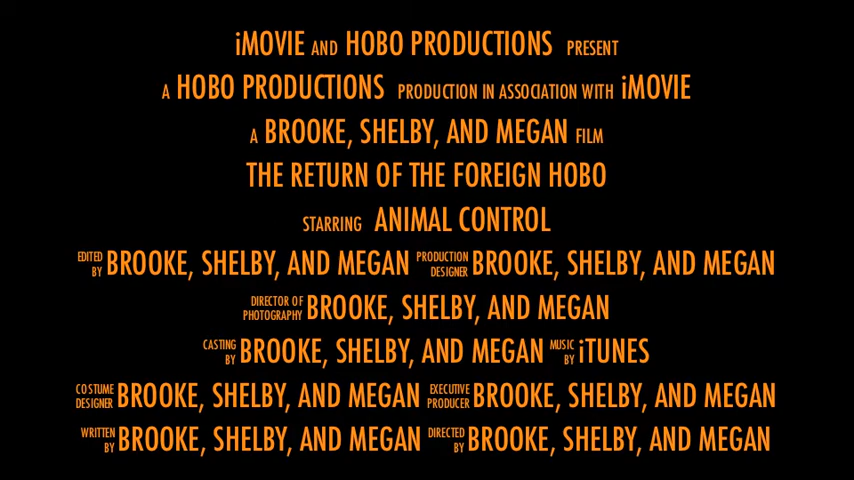 iMOVIE AND HOBO PRODUCTIONS PRESENT
A HOBO PRODUCTIONS PRODUCTION IN ASSOCIATION WITH iMOVIE
A BROOKE, SHELBY, AND MEGAN FILM
THE RETURN OF THE FOREIGN HOBO
STARRING ANIMAL CONTROL
EDITED BY BROOKE, SHELBY, AND MEGAN PRODUCTION DESIGNER BROOKE, SHELBY, AND MEGAN
DIRECTOR OF PHOTOGRAPHY BROOKE, SHELBY, AND MEGAN
CASTING BY BROOKE, SHELBY, AND MEGAN MUSIC BY iTUNES
COSTUME DESIGNER BROOKE, SHELBY, AND MEGAN EXECUTIVE PRODUCER BROOKE, SHELBY, AND MEGAN
WRITTEN BY BROOKE, SHELBY, AND MEGAN DIRECTED BY BROOKE, SHELBY, AND MEGAN